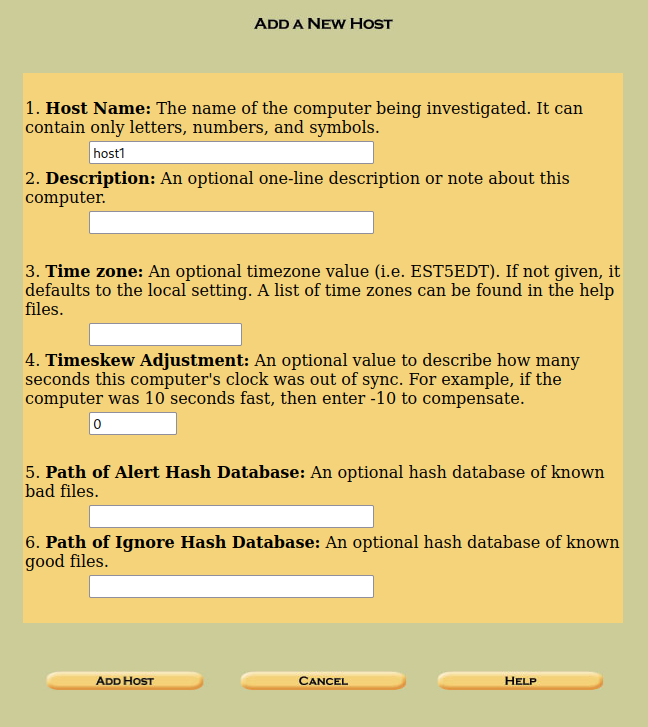 ADD A NEW HOST
1. Host Name: The name of the computer being investigated. It can
contain only letters, numbers, and symbols.
host1
2. Description: An optional one-line description or note about this
computer.
3. Time zone: An optional timezone value (i.e. EST5EDT). If not given, it
defaults to the local setting. A list of time zones can be found in the help
files.
4. Timeskew Adjustment: An optional value to describe how many
seconds this computer's clock was out of sync. For example, if the
computer was 10 seconds fast, then enter -10 to compensate.
0
5. Path of Alert Hash Database: An optional hash database of known
bad files.
6. Path of Ignore Hash Database: An optional hash database of known
good files.
ADD HOST CANCEL HELP